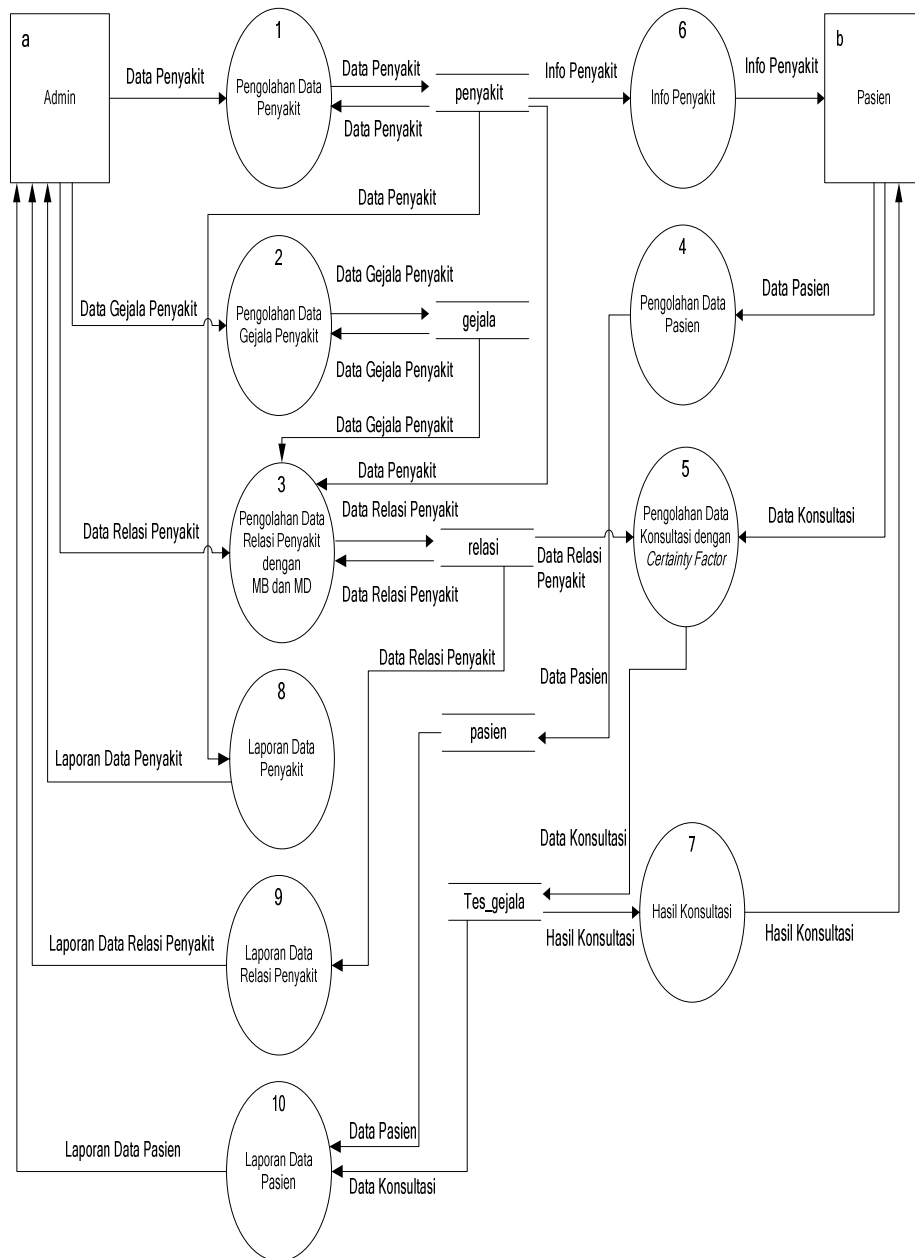 a
Admin
Data Penyakit
1
Pengolahan Data
Penyakit
Data Penyakit
Data Penyakit
penyakit
Info Penyakit
6
Info Penyakit
Info Penyakit
b
Pasien
Data Penyakit
2
Pengolahan Data
Gejala Penyakit
Data Gejala Penyakit
Data Gejala Penyakit
gejala
Data Gejala Penyakit
4
Pengolahan Data
Pasien
Data Pasien
Data Gejala Penyakit
Data Penyakit
3
Pengolahan Data
Relasi Penyakit
dengan
MB dan MD
Data Relasi Penyakit
Data Relasi Penyakit
relasi
Data Relasi Penyakit
Data Relasi
Penyakit
5
Pengolahan Data
Konsultasi dengan
Certainty Factor
Data Konsultasi
Data Relasi Penyakit
Data Pasien
8
Laporan Data
Penyakit
Laporan Data Penyakit
pasien
Data Konsultasi
9
Laporan Data
Relasi Penyakit
Laporan Data Relasi Penyakit
Tes_gejala
Hasil Konsultasi
7
Hasil Konsultasi
Hasil Konsultasi
10
Laporan Data
Pasien
Laporan Data Pasien
Data Pasien
Data Konsultasi